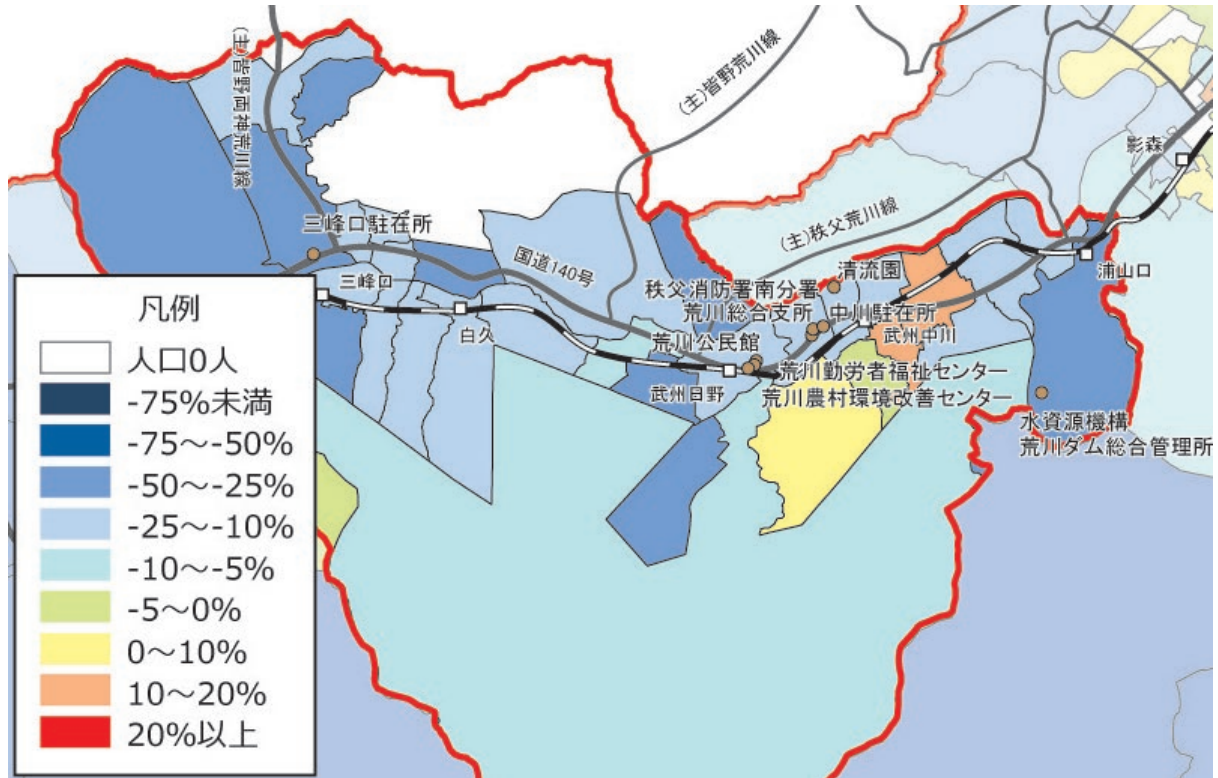 (主)皆野両神荒川線
(主)皆野荒川線
影森
三峰口駐在所
国道140号
(主)秩父荒川線
浦山口
清流園
秩父消防署南分署
荒川総合支所
中川駐在所
三峰口
白久
荒川公民館
武州中川
武州日野
荒川勤労者福祉センター
荒川農村環境改善センター
水資源機構
荒川ダム総合管理所
凡例
人口0人
-75%未満
-75～-50%
-50～-25%
-25～-10%
-10～-5%
-5～0%
0～10%
10～20%
20%以上